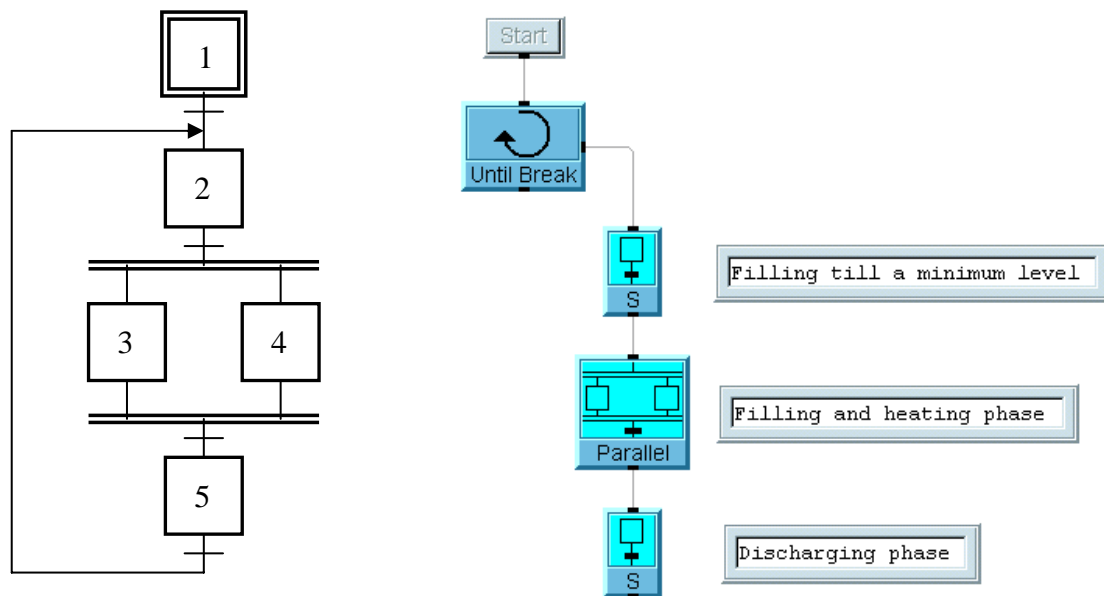 1
2
3
4
5
Start
Until Break
S
Filling till a minimum level
Parallel
Filling and heating phase
S
Discharging phase